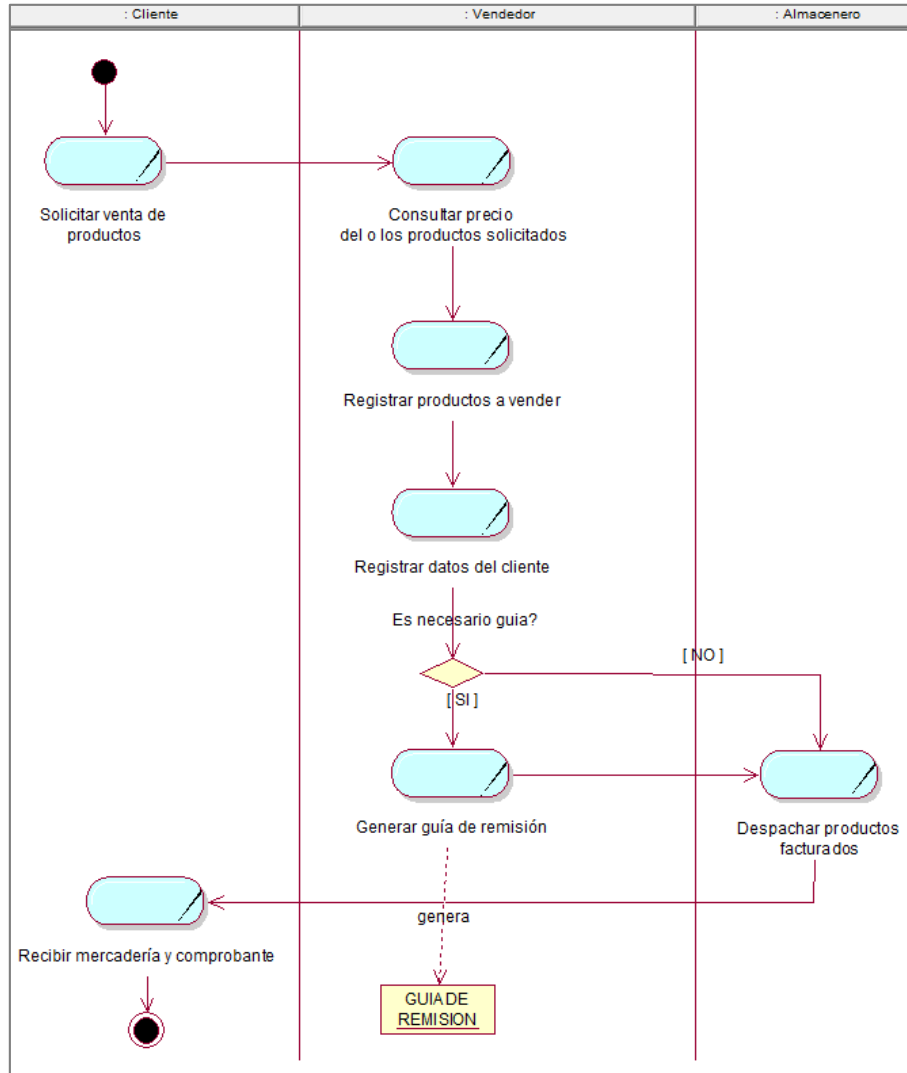 : Cliente
: Vendedor
: Almacenero
Solicitar venta de
productos
Consultar precio
del o los productos solicitados
Registrar productos a vender
Registrar datos del cliente
Es necesario guia?
[ NO ]
[ SI ]
Generar guía de remisión
Despachar productos
facturados
genera
Recibir mercadería y comprobante
GUIA DE
REMISION